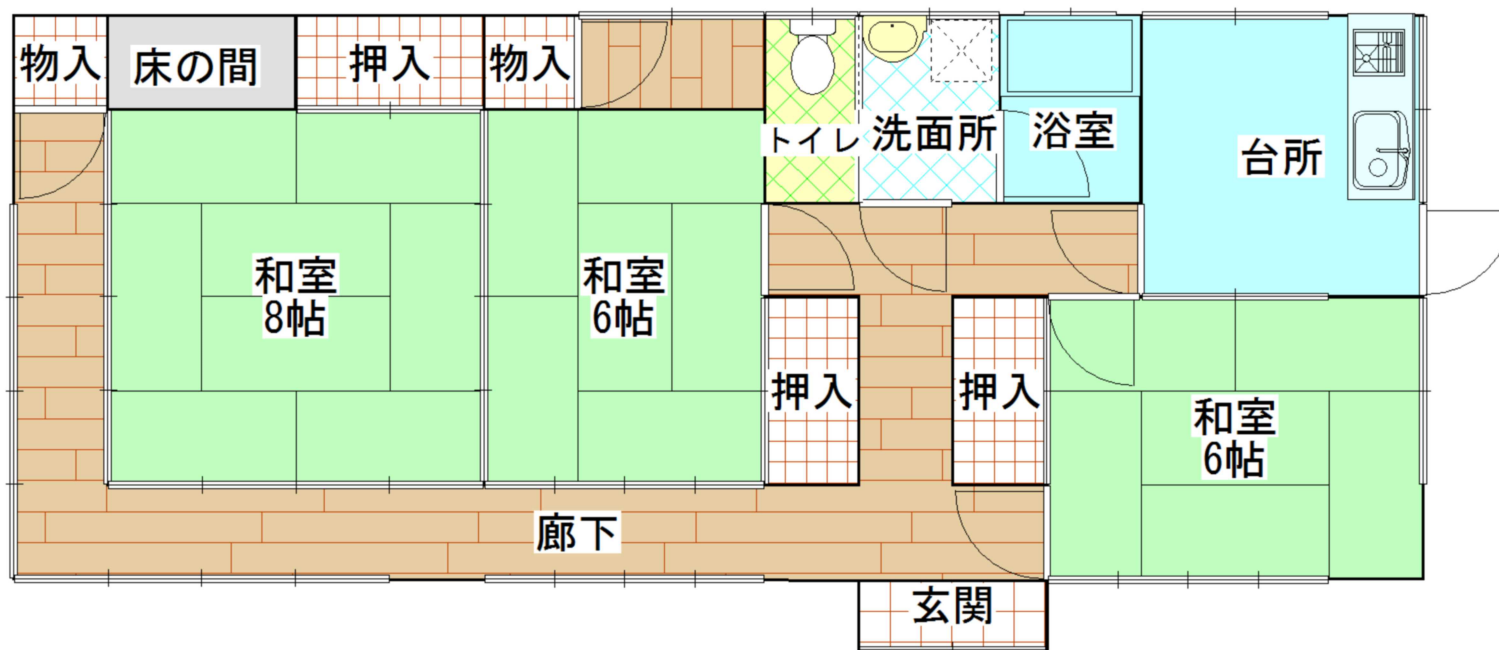 物入
床の間
押入
物入
トイレ
洗面所
浴室
台所
和室
8帖
和室
6帖
押入
押入
和室
6帖
廊下
玄関